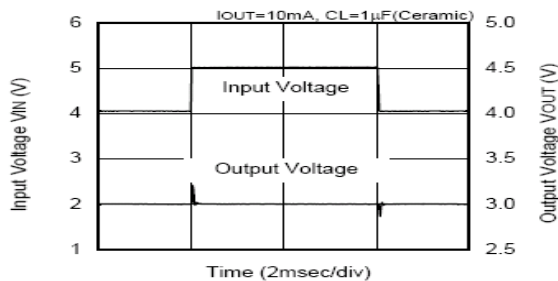 IOUT=10mA, CL=1µF(Ceramic)
6
5
4
3
2
1
Input Voltage VIN (V)
Input Voltage
Output Voltage
5.0
4.5
4.0
3.5
3.0
2.5
Output Voltage VOUT (V)
Time (2msec/div)